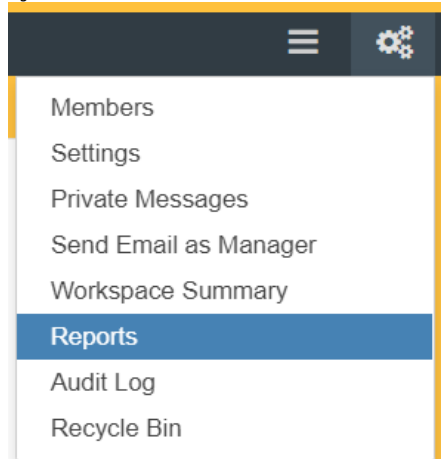 Members
Settings
Private Messages
Send Email as Manager
Workspace Summary
Reports
Audit Log
Recycle Bin